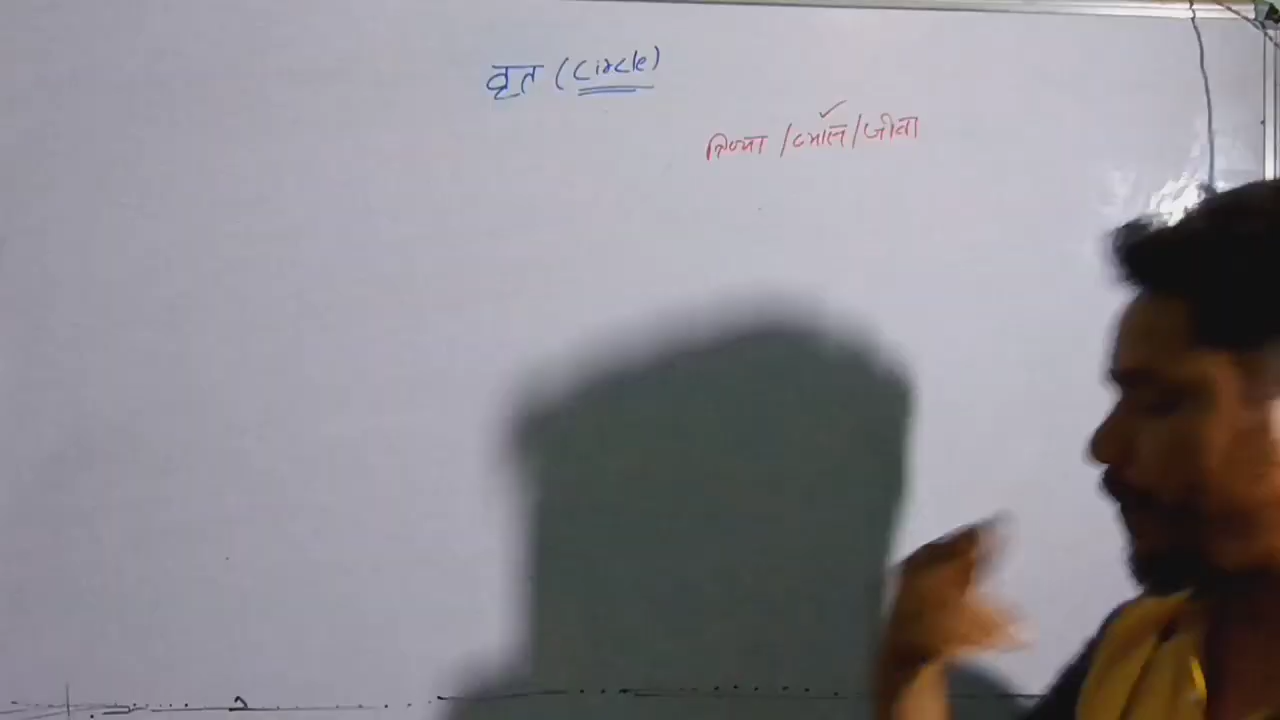 वृत (Circle)
त्रिज्या / व्यास / जीवा